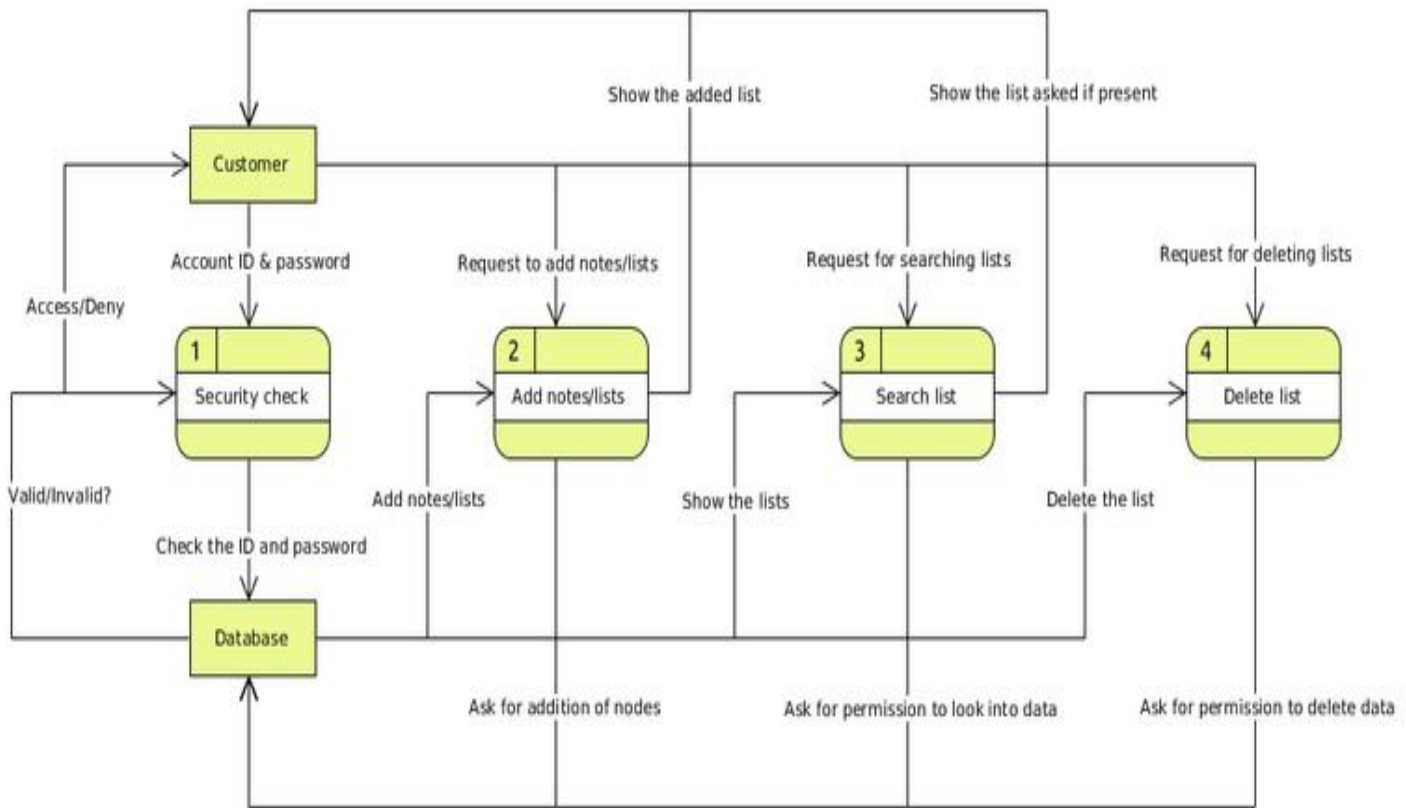 Show the added list
Show the list asked if present
Customer
Account ID & password
Request to add notes/lists
Request for searching lists
Request for deleting lists
Access/Deny
1
Security check
2
Add notes/lists
3
Search list
4
Delete list
Valid/Invalid?
Add notes/lists
Show the lists
Delete the list
Check the ID and password
Database
Ask for addition of nodes
Ask for permission to look into data
Ask for permission to delete data